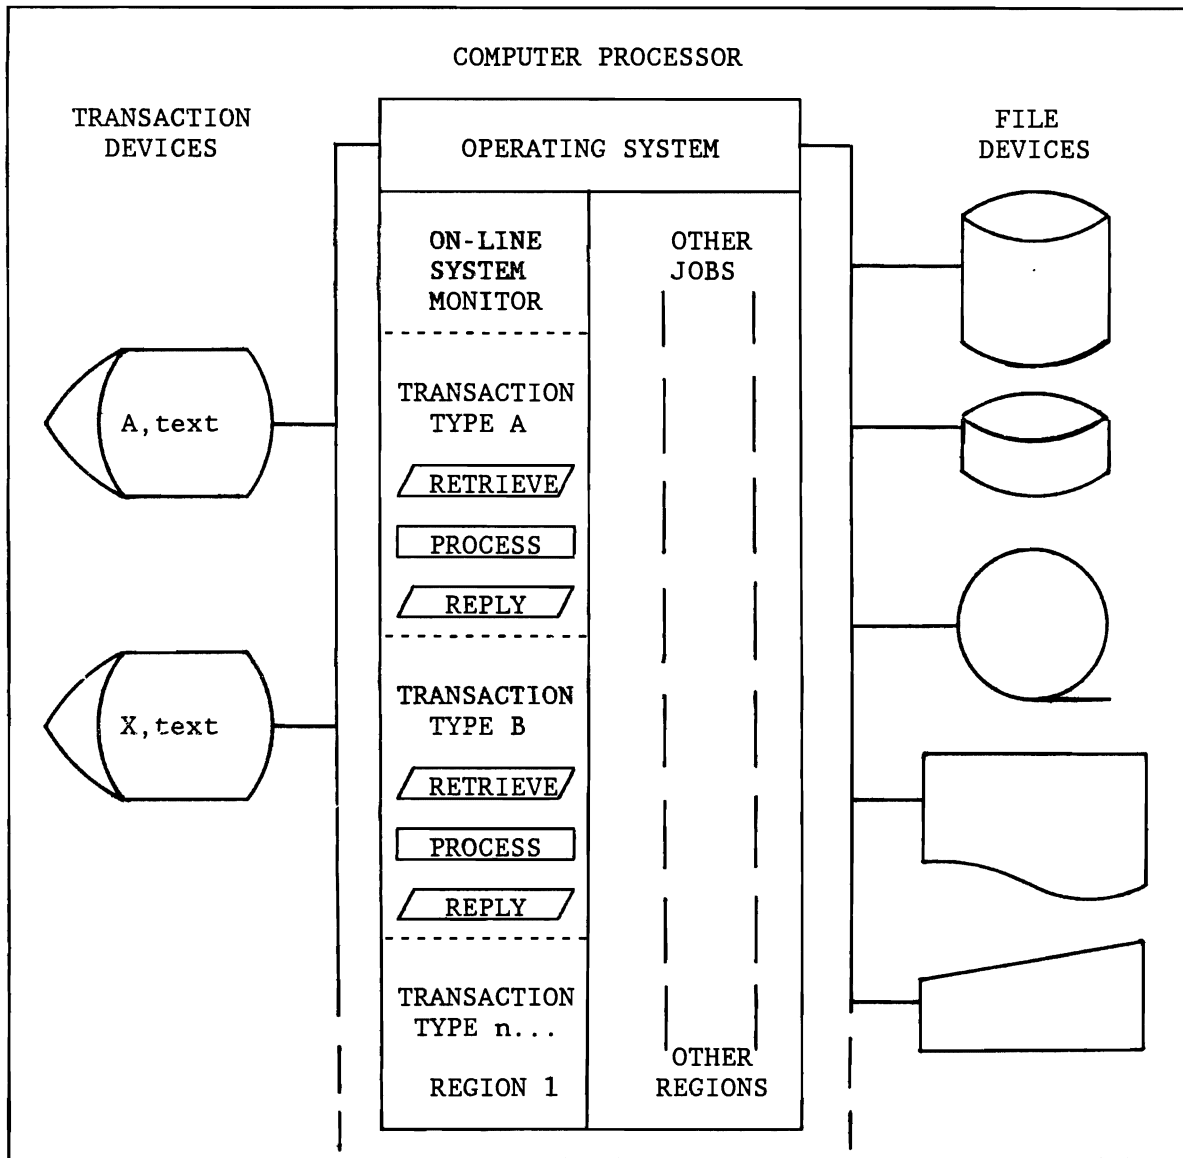 COMPUTER PROCESSOR
TRANSACTION
DEVICES
FILE
DEVICES
OPERATING SYSTEM
ON-LINE
SYSTEM
MONITOR
OTHER
JOBS
A,text
TRANSACTION
TYPE A
RETRIEVE
PROCESS
REPLY
X,text
TRANSACTION
TYPE B
RETRIEVE
PROCESS
REPLY
TRANSACTION
TYPE n...
REGION 1
OTHER
REGIONS